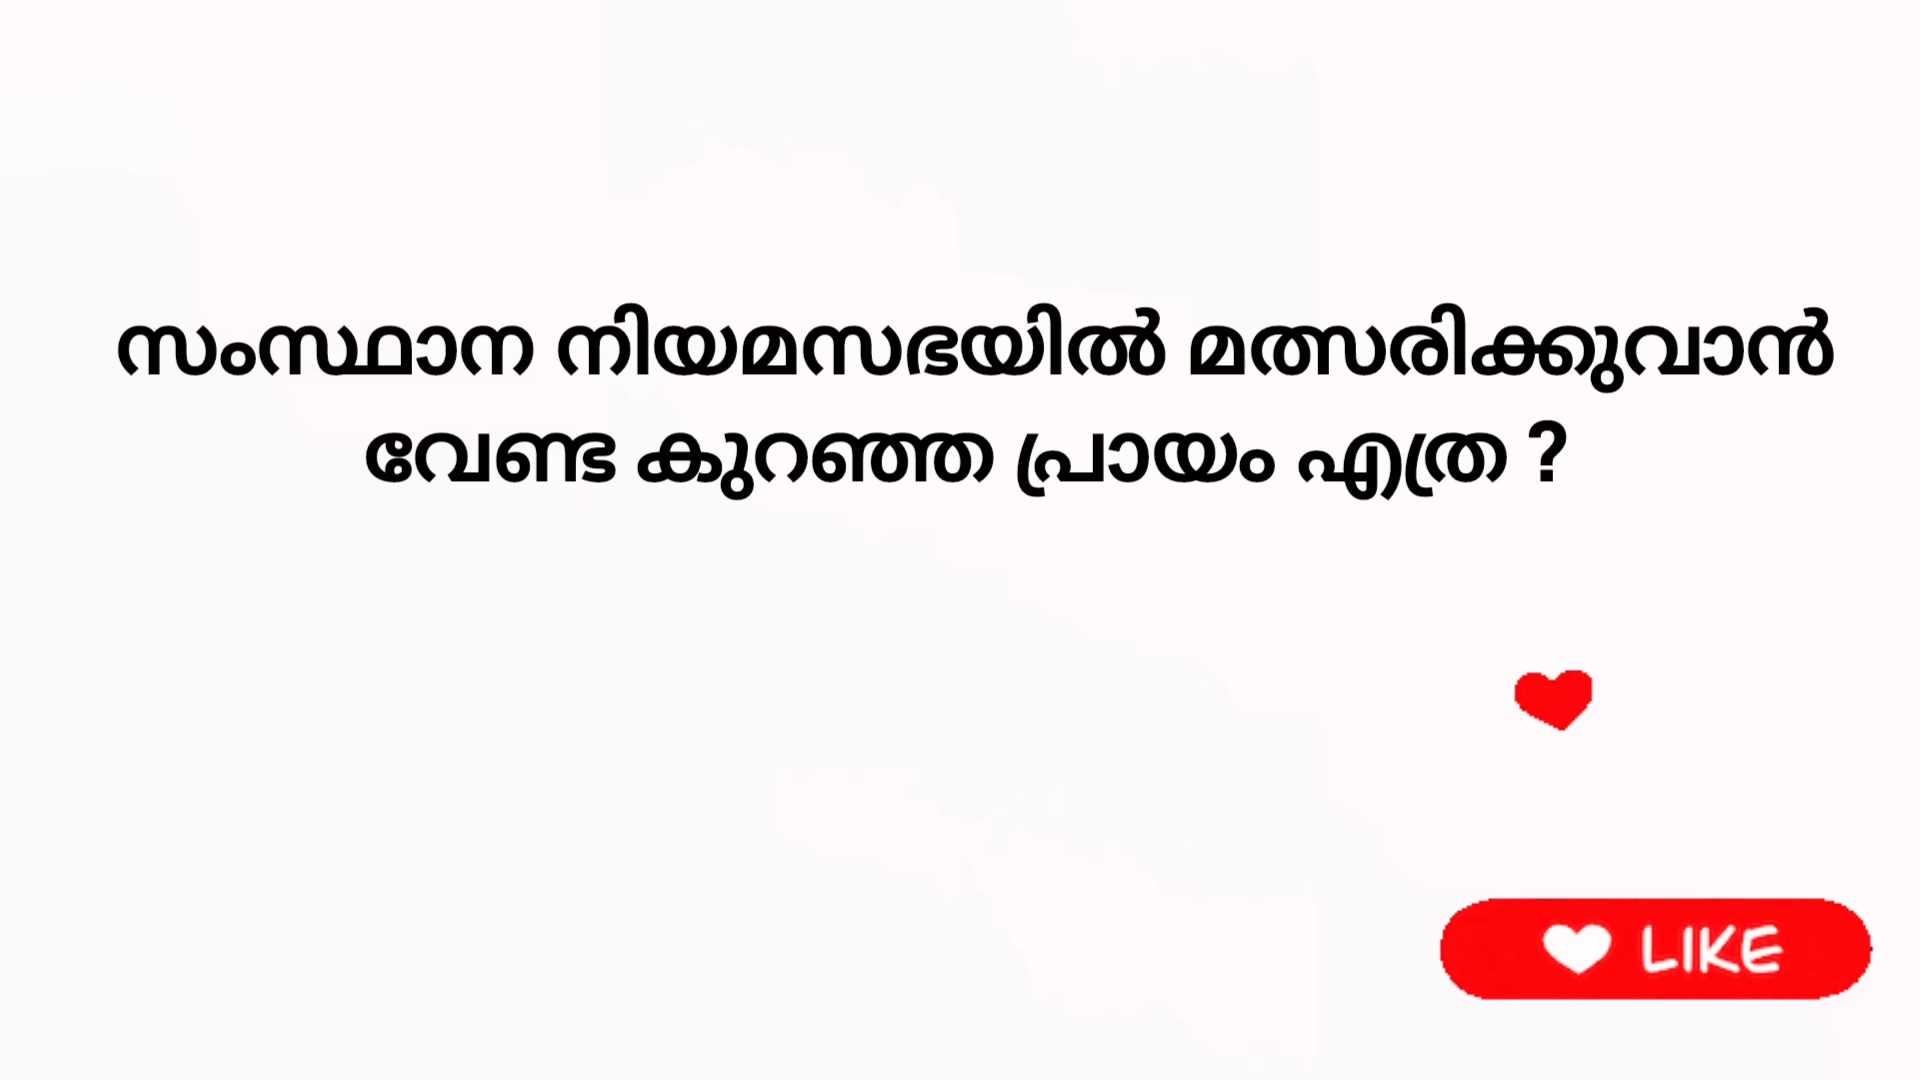 സംസ്ഥാന നിയമസഭയിൽ മത്സരിക്കുവാൻ
വേണ്ട കുറഞ്ഞ പ്രായം എത്ര ?
LIKE